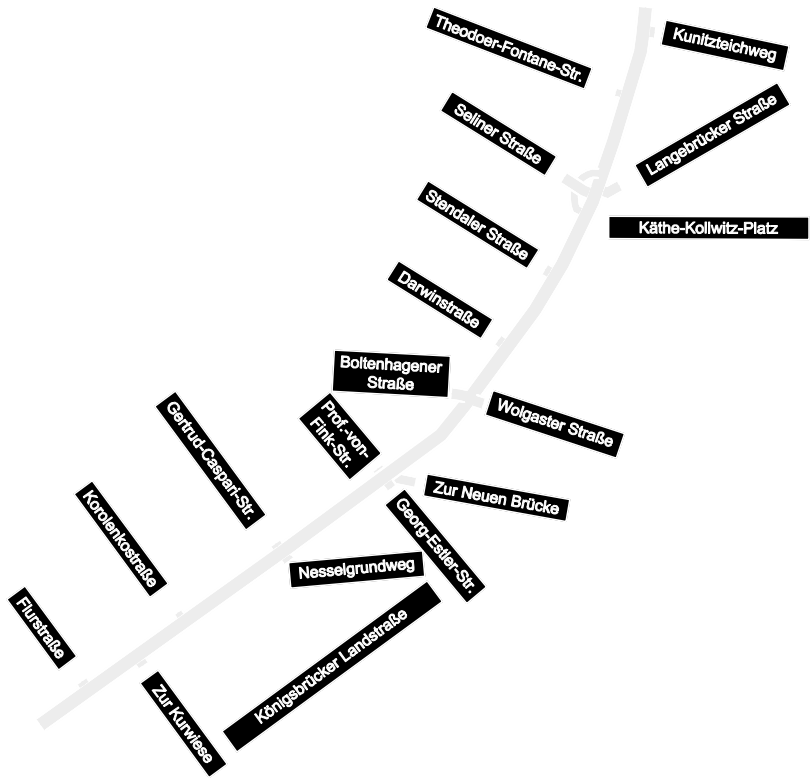 Theodoer-Fontane-Str.
Kunitzteichweg
Seliner Straße
Langebrücker Straße
Stendaler Straße
Käthe-Kollwitz-Platz
Darwinstraße
Boltenhagener
Straße
Prof.-von-
Fink-Str.
Wolgaster Straße
Gertrud-Caspari-Str.
Zur Neuen Brücke
Georg-Estler-Str.
Korolenkostraße
Nesselgrundweg
Flurstraße
Königsbrücker Landstraße
Zur Kurwiese